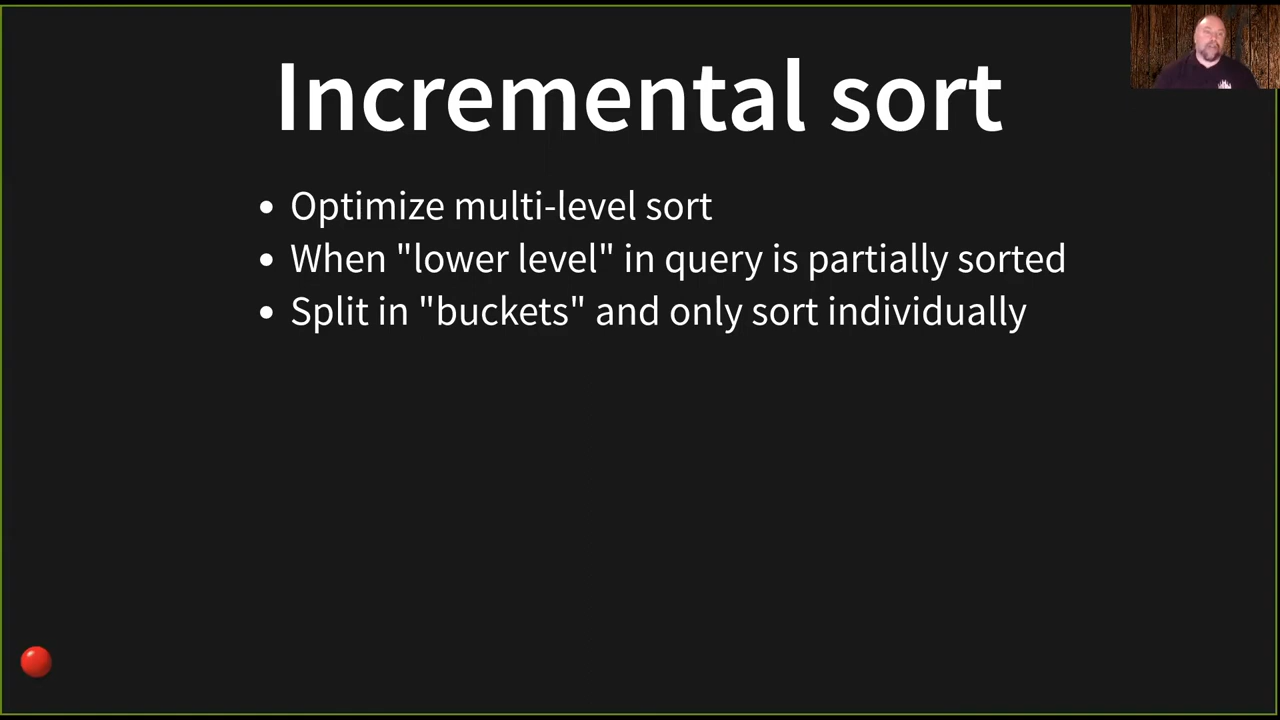 Incremental sort
• Optimize multi-level sort
• When "lower level" in query is partially sorted
• Split in "buckets" and only sort individually